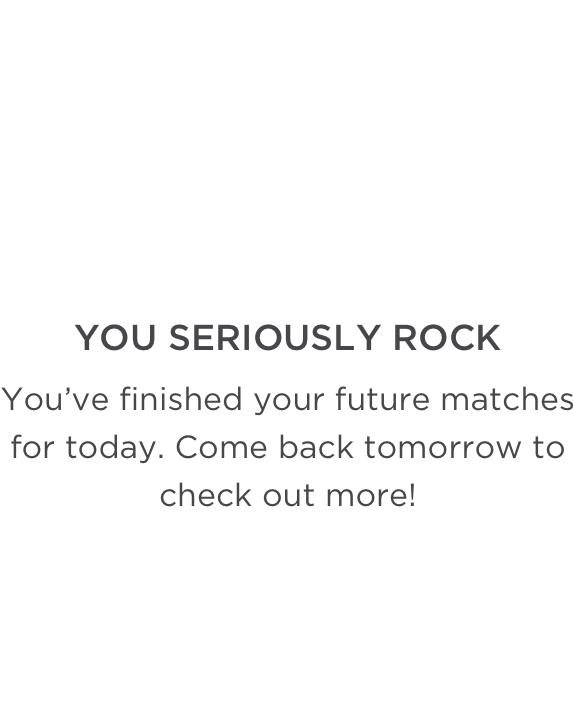 YOU SERIOUSLY ROCK
You’ve finished your future matches
for today. Come back tomorrow to
check out more!